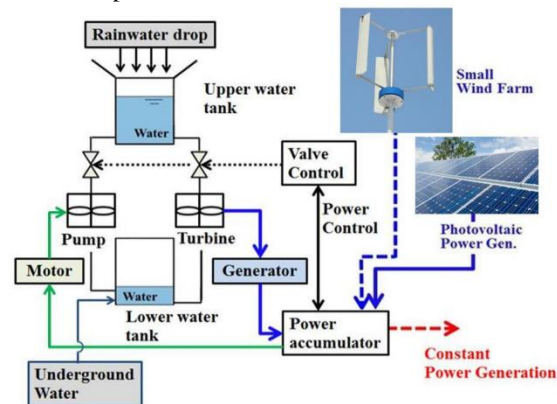 Rainwater drop
Upper water
tank
Water
Small
Wind Farm
Valve
Control
Photovoltaic
Power Gen.
Pump
Turbine
Power
Control
Motor
Generator
Water
Lower water
tank
Power
accumulator
Constant
Power Generation
Underground
Water